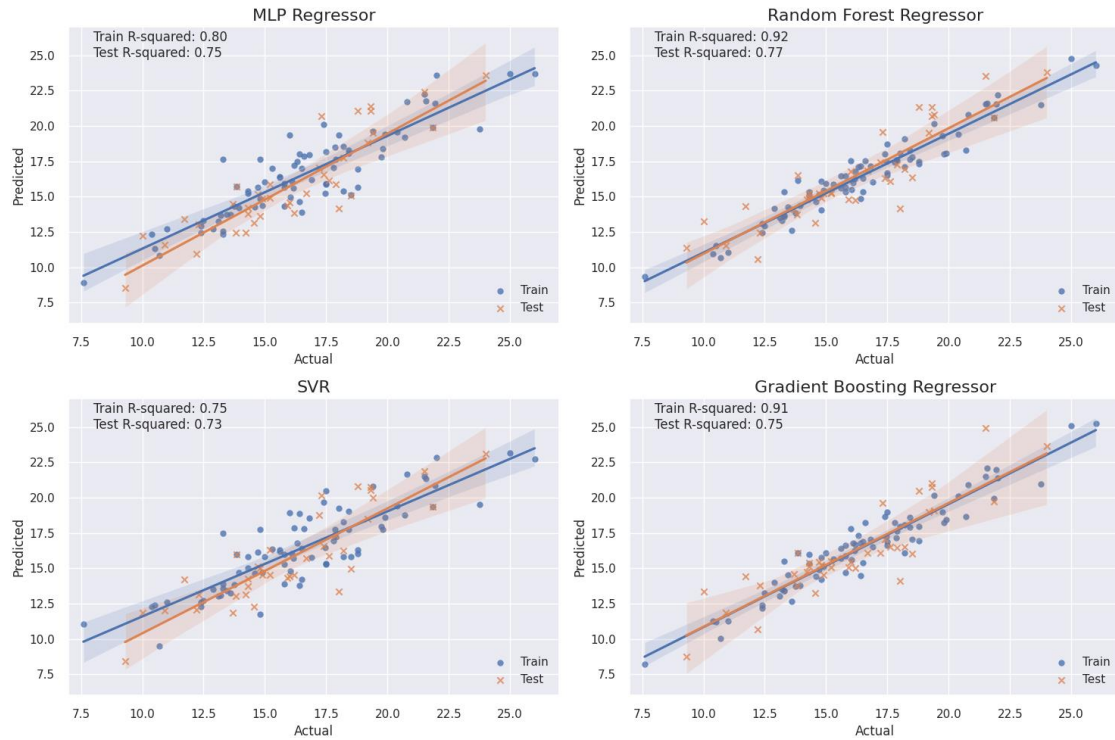 MLP Regressor
Train R-squared: 0.80
Test R-squared: 0.75
25.0
22.5
20.0
17.5
15.0
12.5
10.0
7.5
Predicted
Train
Test
7.5 10.0 12.5 15.0 17.5 20.0 22.5 25.0
Actual
Random Forest Regressor
Train R-squared: 0.92
Test R-squared: 0.77
25.0
22.5
20.0
17.5
15.0
12.5
10.0
7.5
Predicted
Train
Test
7.5 10.0 12.5 15.0 17.5 20.0 22.5 25.0
Actual
SVR
Train R-squared: 0.75
Test R-squared: 0.73
25.0
22.5
20.0
17.5
15.0
12.5
10.0
7.5
Predicted
Train
Test
7.5 10.0 12.5 15.0 17.5 20.0 22.5 25.0
Actual
Gradient Boosting Regressor
Train R-squared: 0.91
Test R-squared: 0.75
25.0
22.5
20.0
17.5
15.0
12.5
10.0
7.5
Predicted
Train
Test
7.5 10.0 12.5 15.0 17.5 20.0 22.5 25.0
Actual